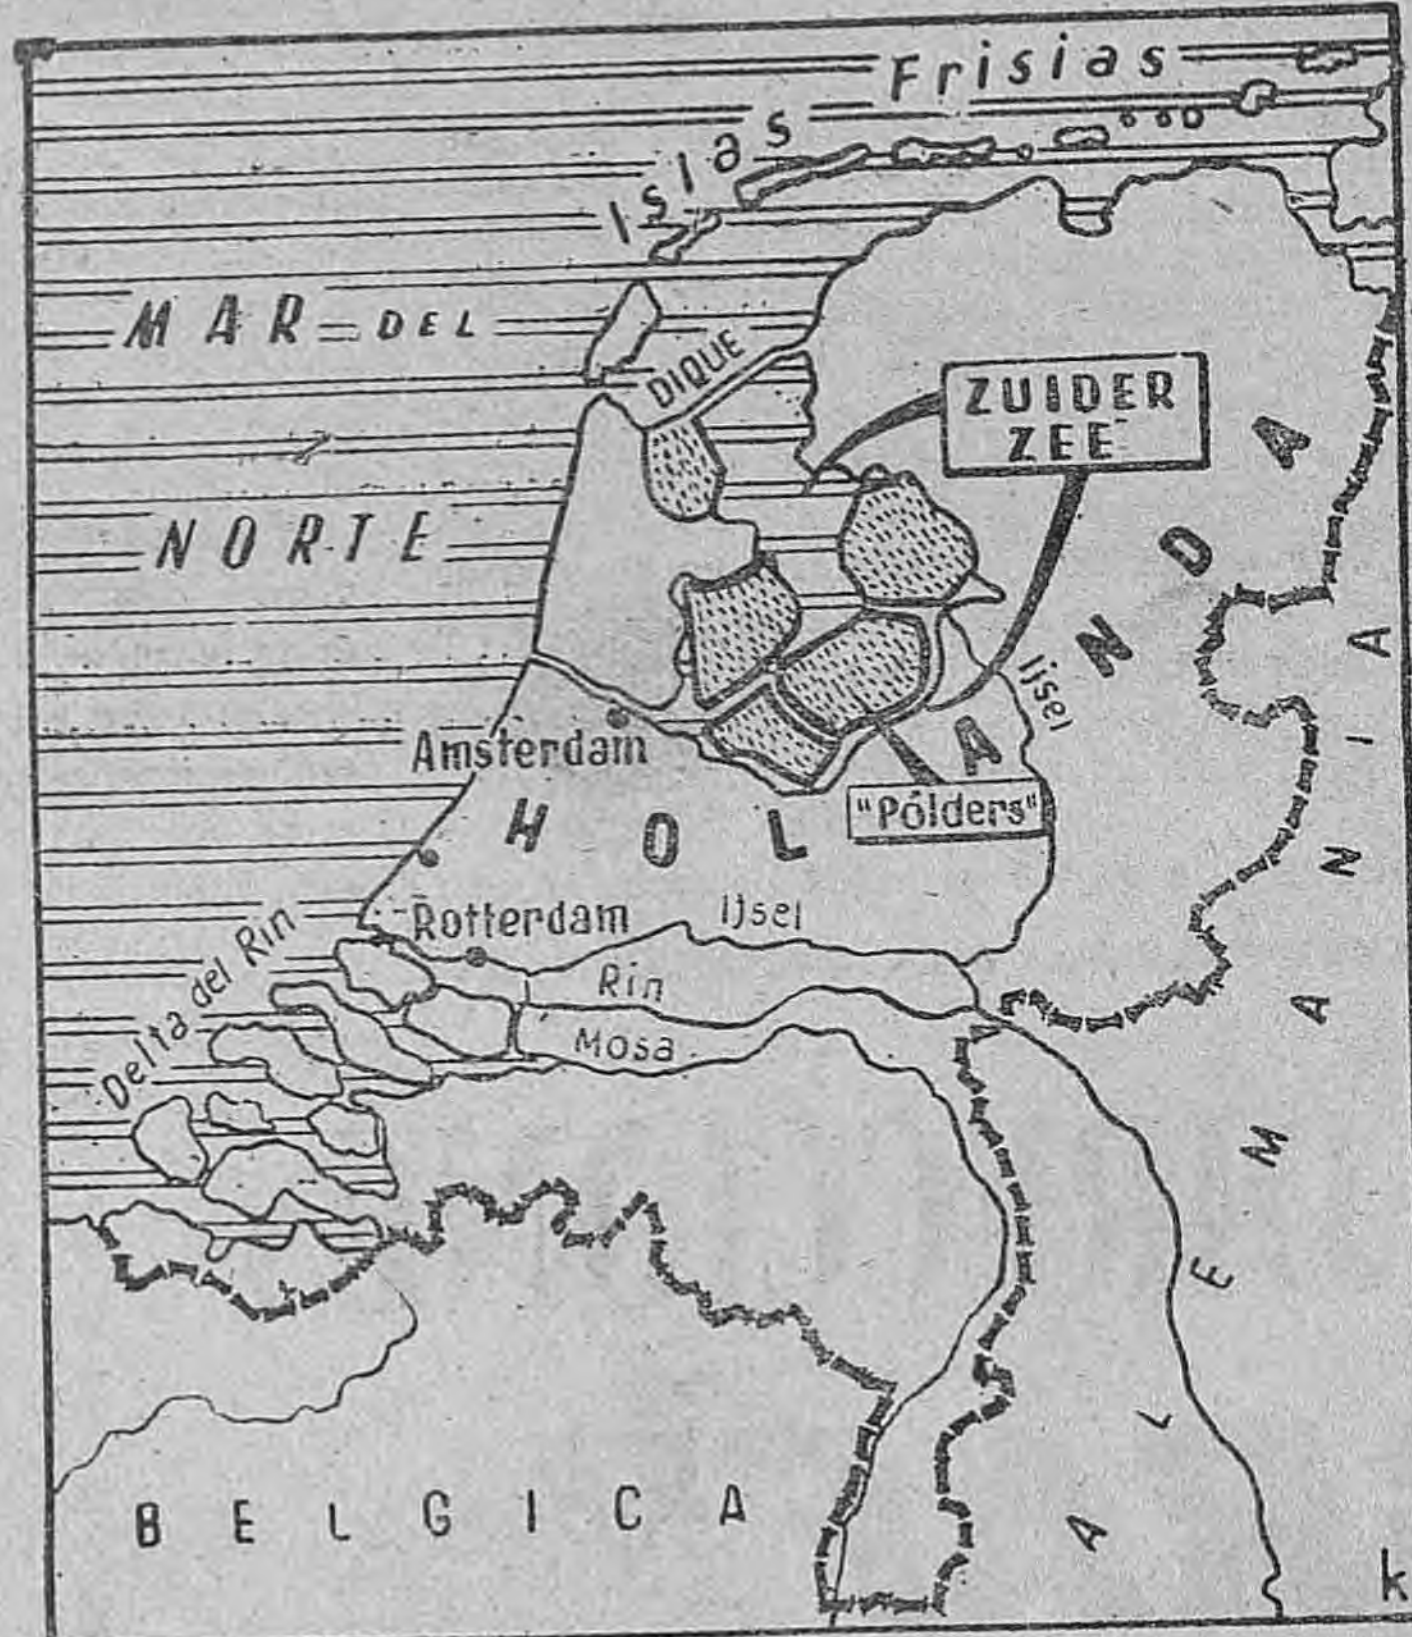 Islas Frisias
MAR DEL
NORTE
DIQUE
ZUIDER
ZEE
Ijsel
Amsterdam
"Pólders"
HOLANDA
Rotterdam
Ijsel
Rin
Mosa
Delta del Rin
ALEMANIA
BELGICA
k